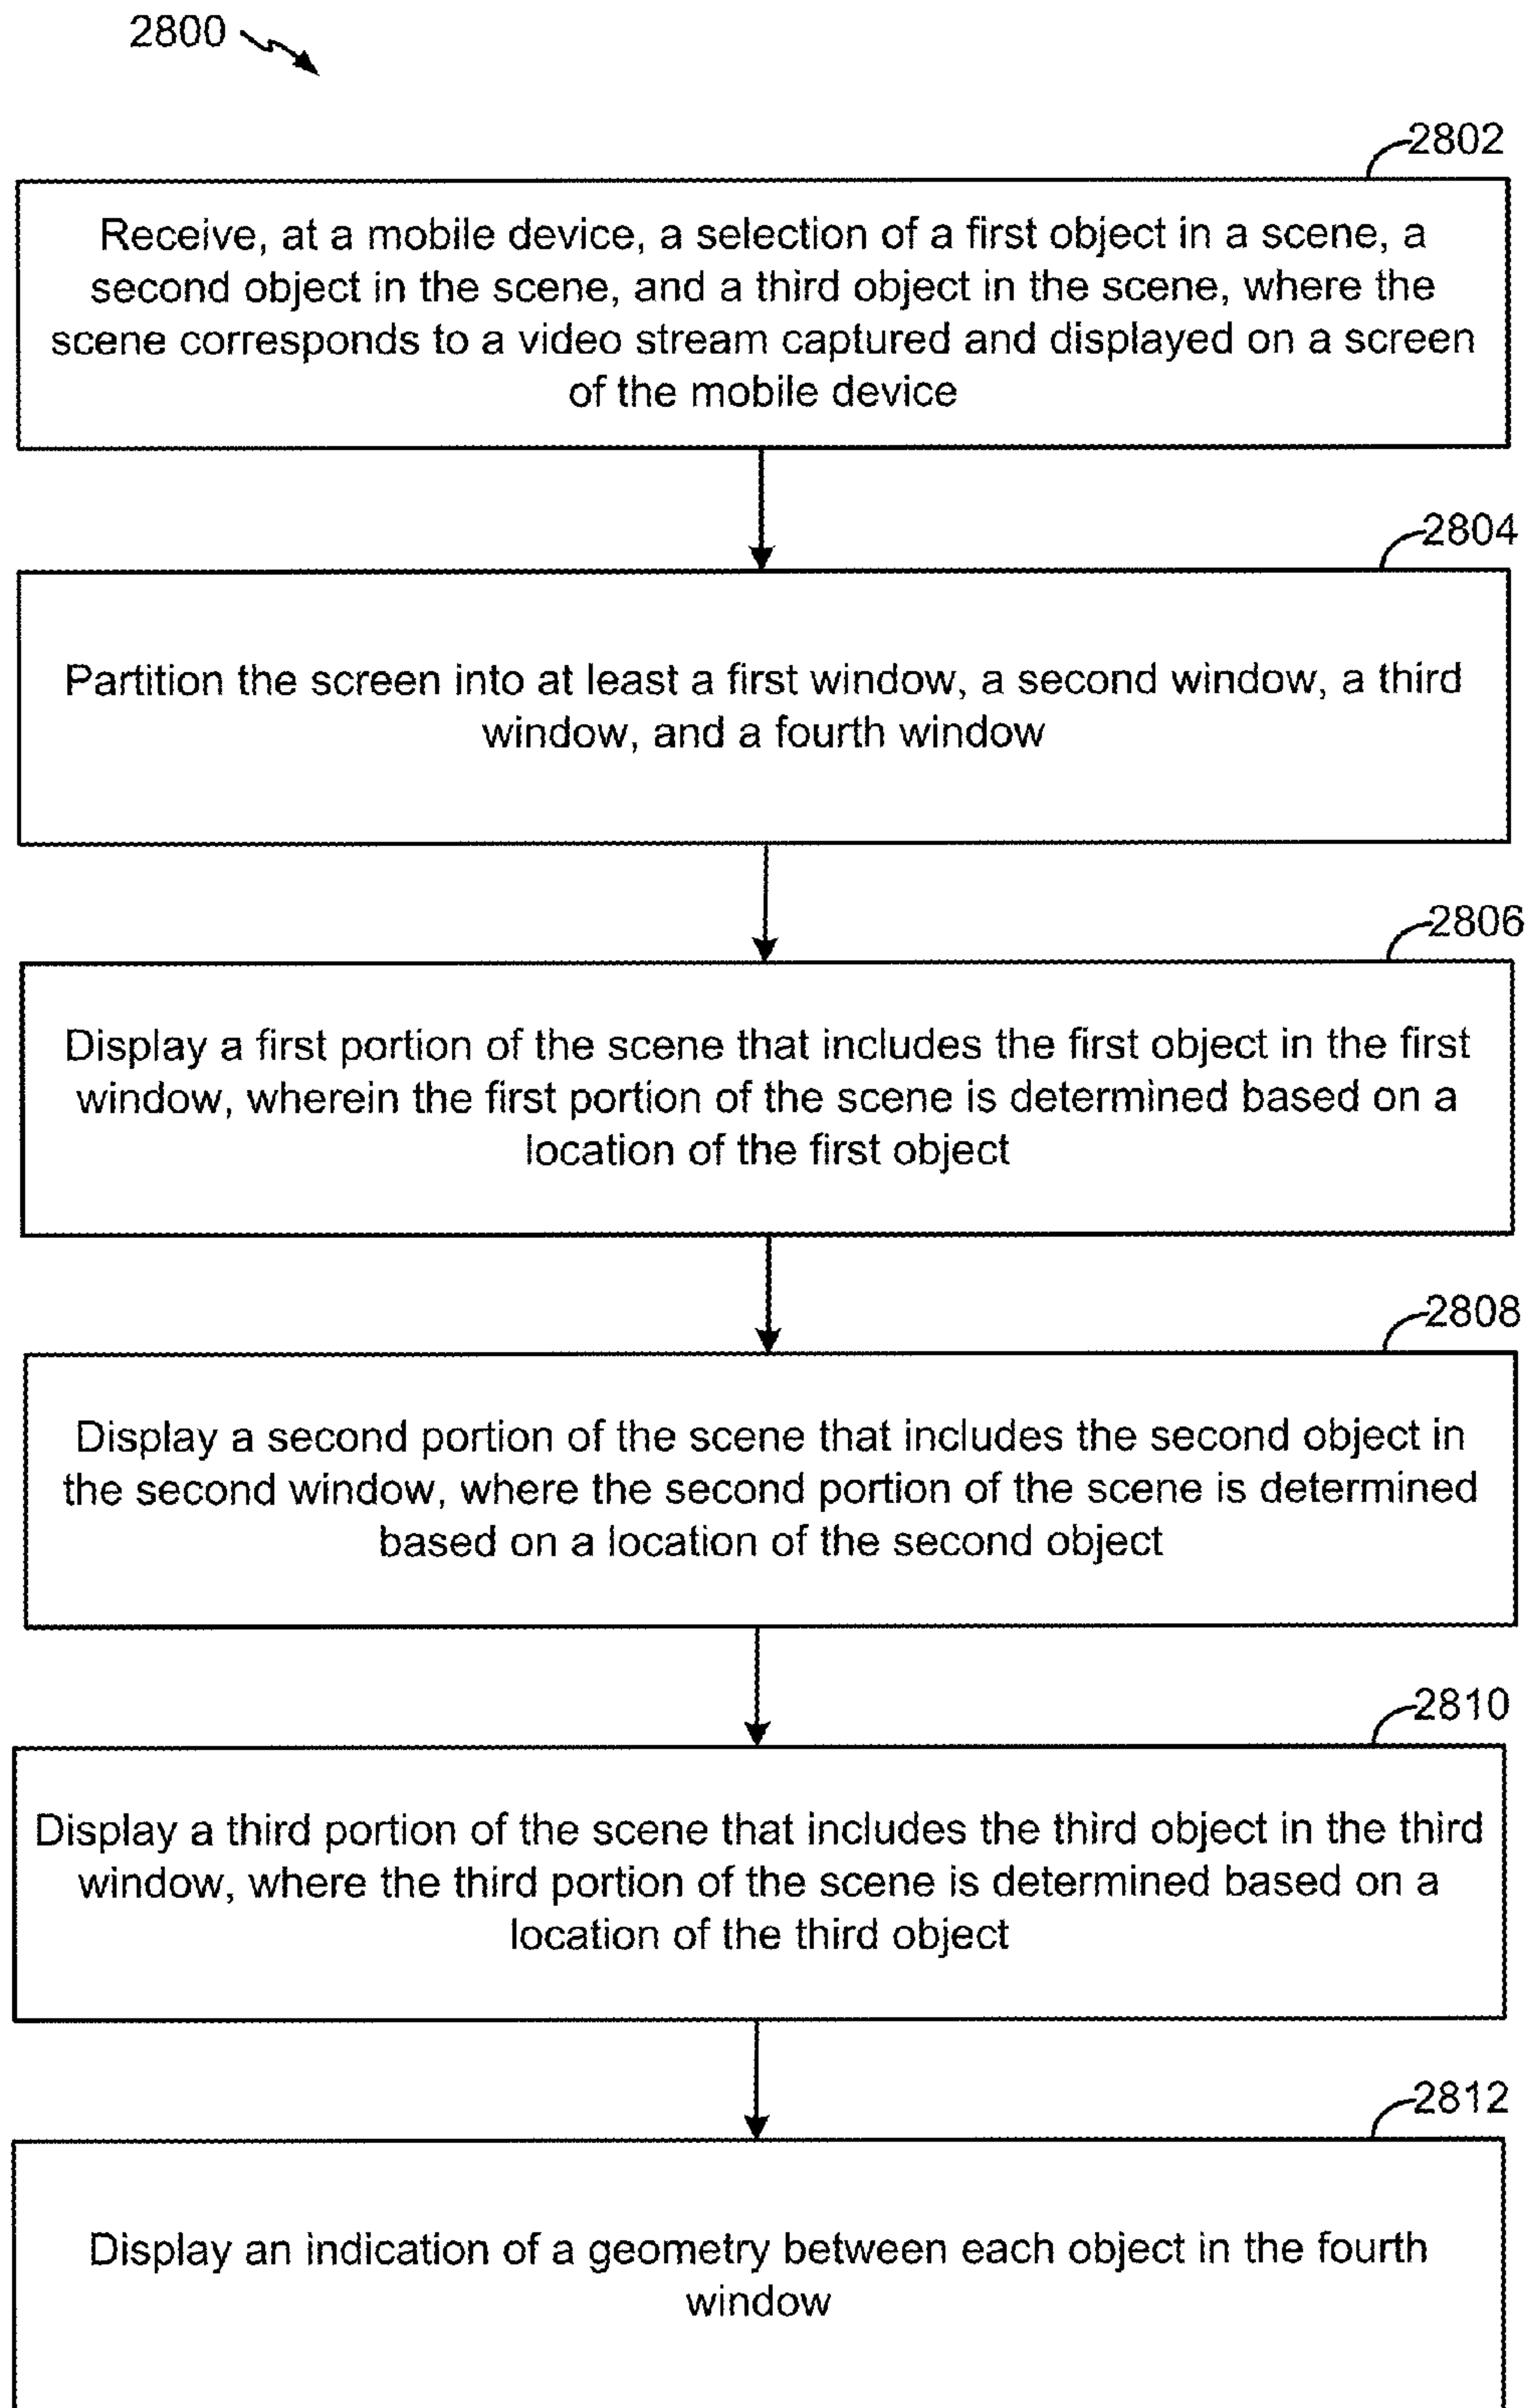 2800
2802
Receive, at a mobile device, a selection of a first object in a scene, a
second object in the scene, and a third object in the scene, where the
scene corresponds to a video stream captured and displayed on a screen
of the mobile device
2804
Partition the screen into at least a first window, a second window, a third
window, and a fourth window
2806
Display a first portion of the scene that includes the first object in the first
window, wherein the first portion of the scene is determined based on a
location of the first object
2808
Display a second portion of the scene that includes the second object in
the second window, where the second portion of the scene is determined
based on a location of the second object
2810
Display a third portion of the scene that includes the third object in the third
window, where the third portion of the scene is determined based on a
location of the third object
2812
Display an indication of a geometry between each object in the fourth
window